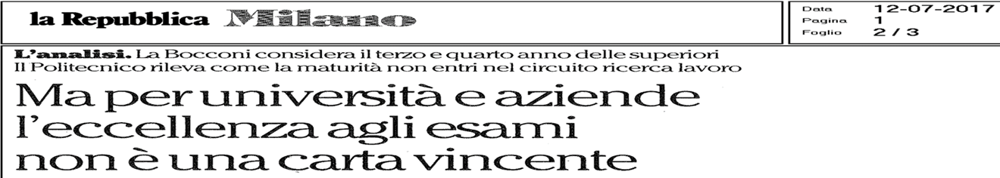 la Repubblica Milano
Data 12-07-2017
Pagina 1
Foglio 2 / 3
L'analisi. La Bocconi considera il terzo e quarto anno delle superiori
Il Politecnico rileva come la maturità non entri nel circuito ricerca lavoro
Ma per università e aziende
l'eccellenza agli esami
non è una carta vincente